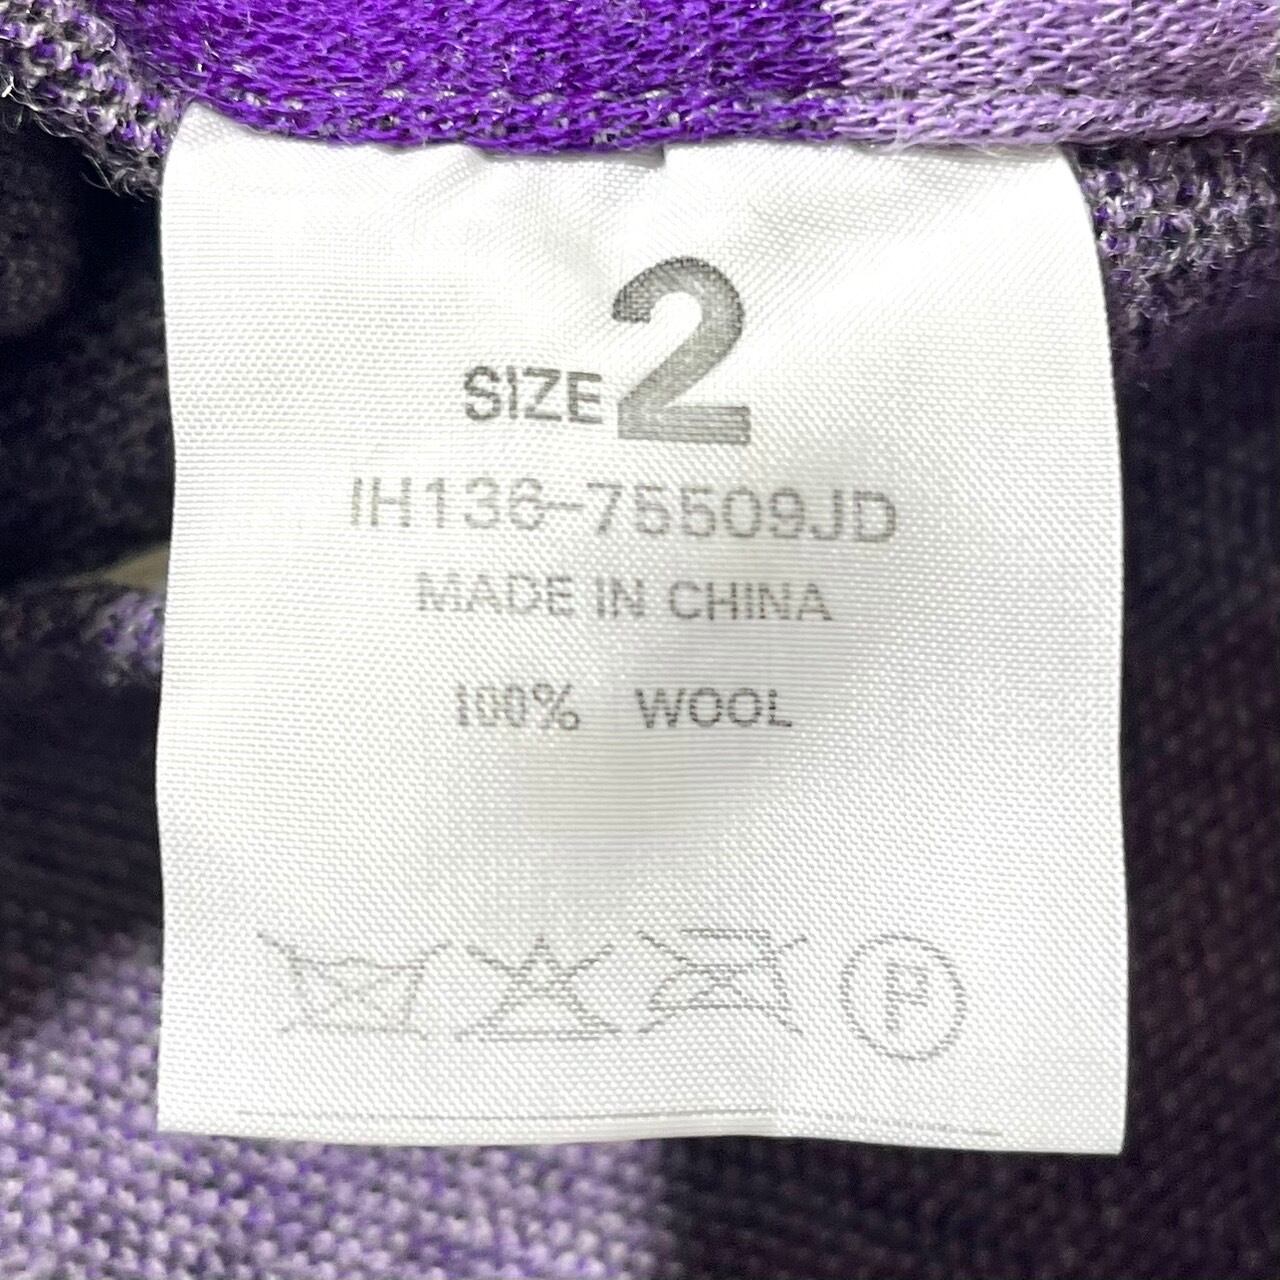 SIZE 2
IH136-75509JD
MADE IN CHINA
100% WOOL
P